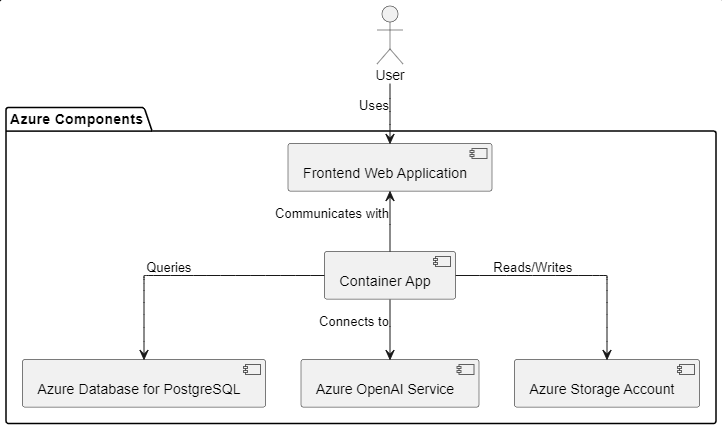 User
Uses
Azure Components
Frontend Web Application
Communicates with
Queries
Container App
Reads/Writes
Connects to
Azure Database for PostgreSQL
Azure OpenAI Service
Azure Storage Account